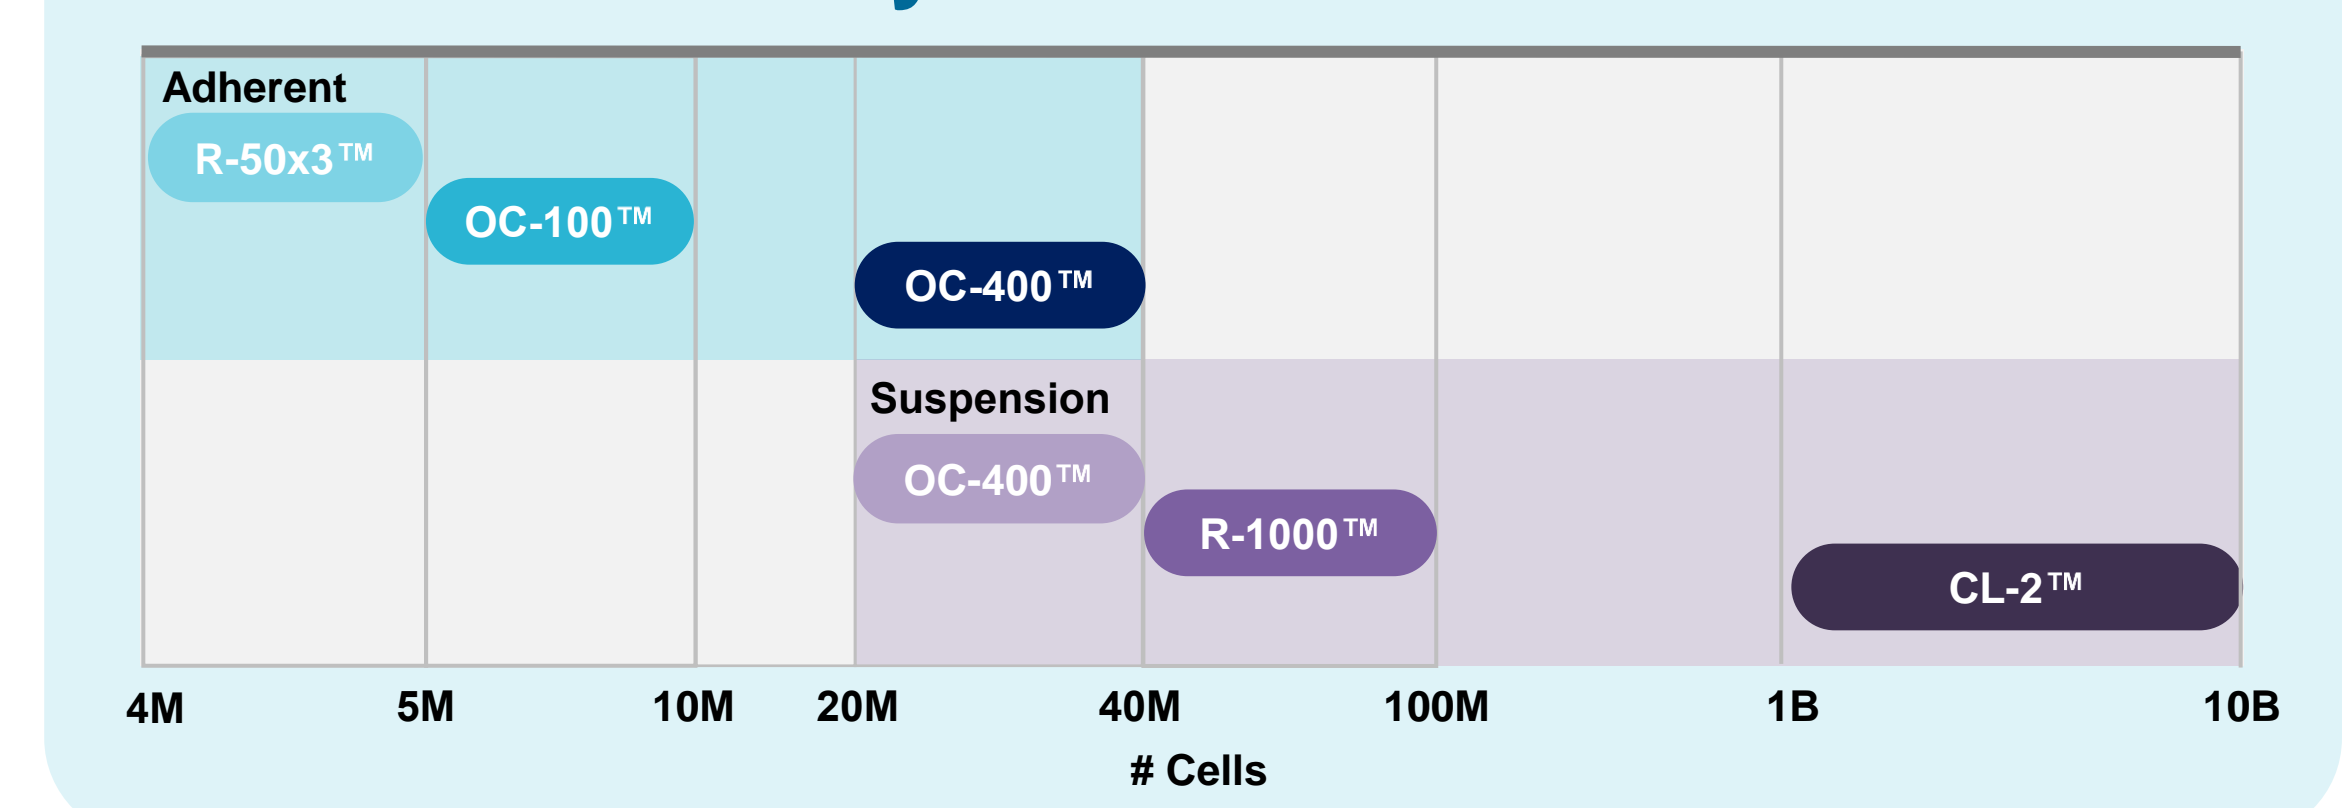 Adherent
R-50x3™
OC-100™
OC-400™
Suspension
OC-400™
R-1000™
CL-2™
4M 5M 10M 20M 40M 100M 1B 10B
# Cells